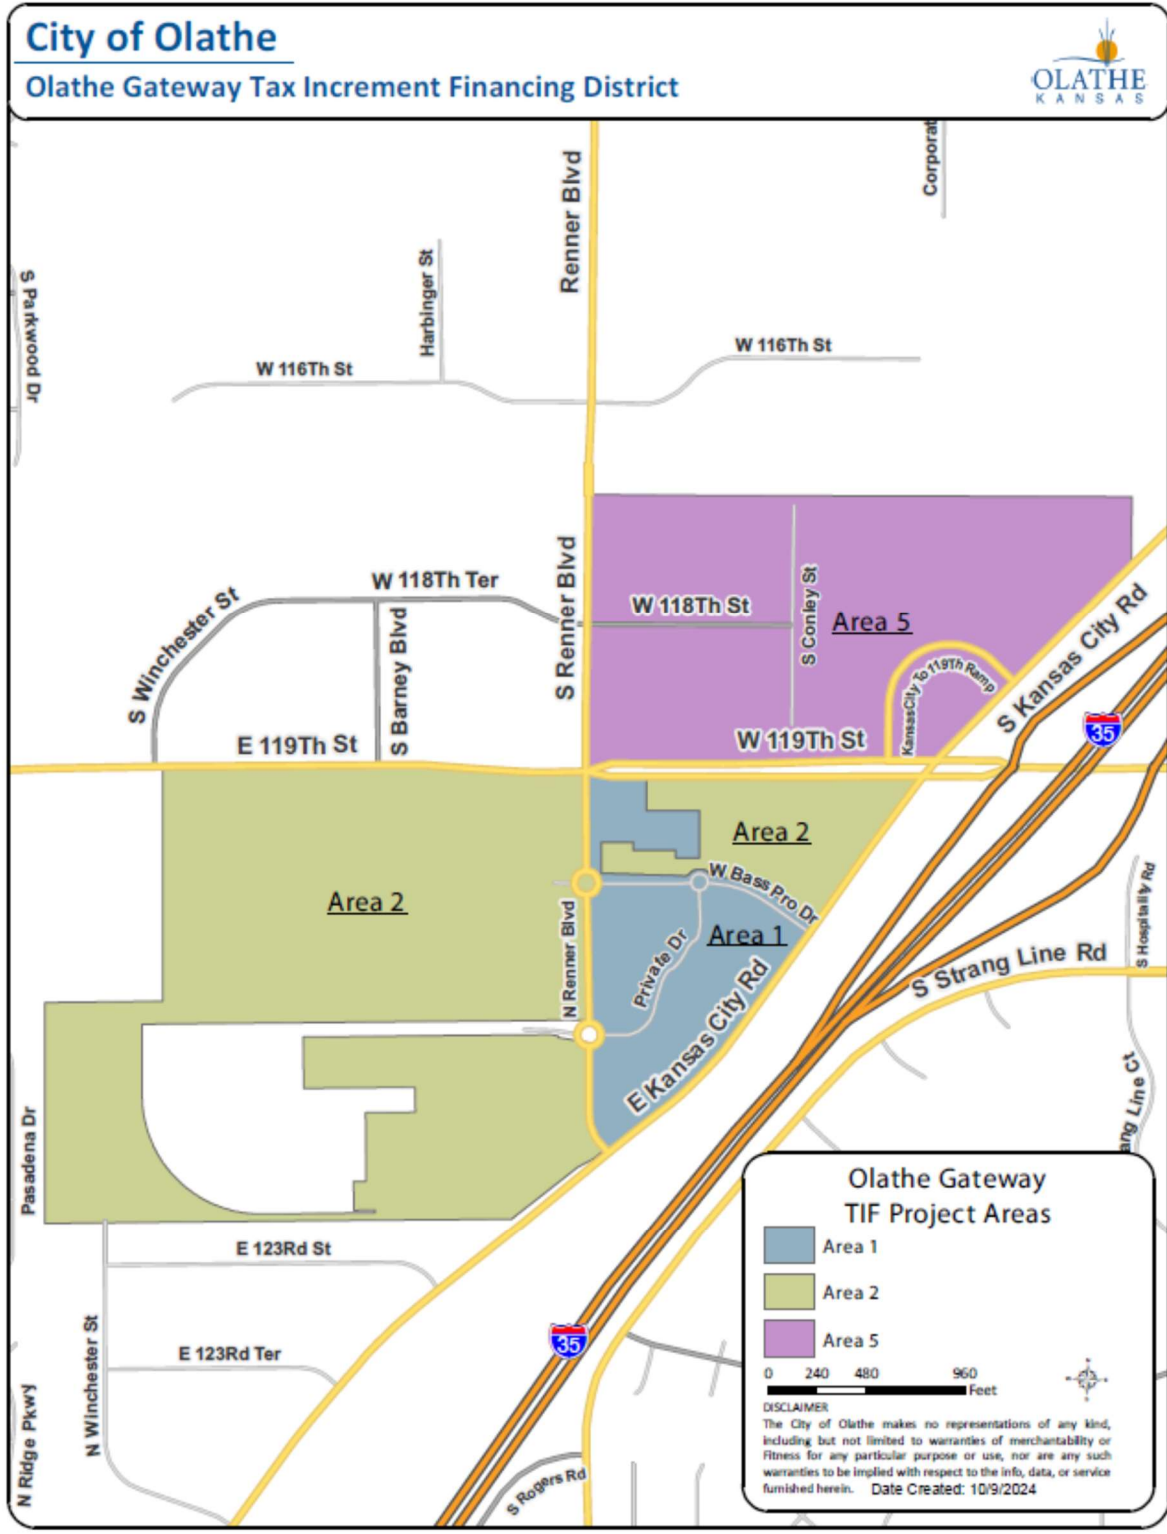 City of Olathe
Olathe Gateway Tax Increment Financing District
OLATHE
KANSAS
Corporat
Renner Blvd
Harbinger St
S Parkwood Dr
W 116Th St
W 116Th St
S Renner Blvd
W 118Th Ter
S Winchester St
S Barney Blvd
W 118Th St
S Conley St
Area 5
KansasCity To 119Th Ramp
S Kansas City Rd
35
E 119Th St
W 119Th St
Area 2
Area 2
W Bass Pro Dr
Area 1
N Renner Blvd
Private Dr
E Kansas City Rd
S Strang Line Rd
S Hospitality Rd
ang Line Ct
Pasadena Dr
E 123Rd St
E 123Rd Ter
N Winchester St
N Ridge Pkwy
35
S Rogers Rd
Olathe Gateway
TIF Project Areas
Area 1
Area 2
Area 5
0 240 480 960
Feet
DISCLAIMER
The City of Olathe makes no representations of any kind,
including but not limited to warranties of merchantability or
Fitness for any particular purpose or use, nor are any such
warranties to be implied with respect to the info, data, or service
furnished herein. Date Created: 10/9/2024